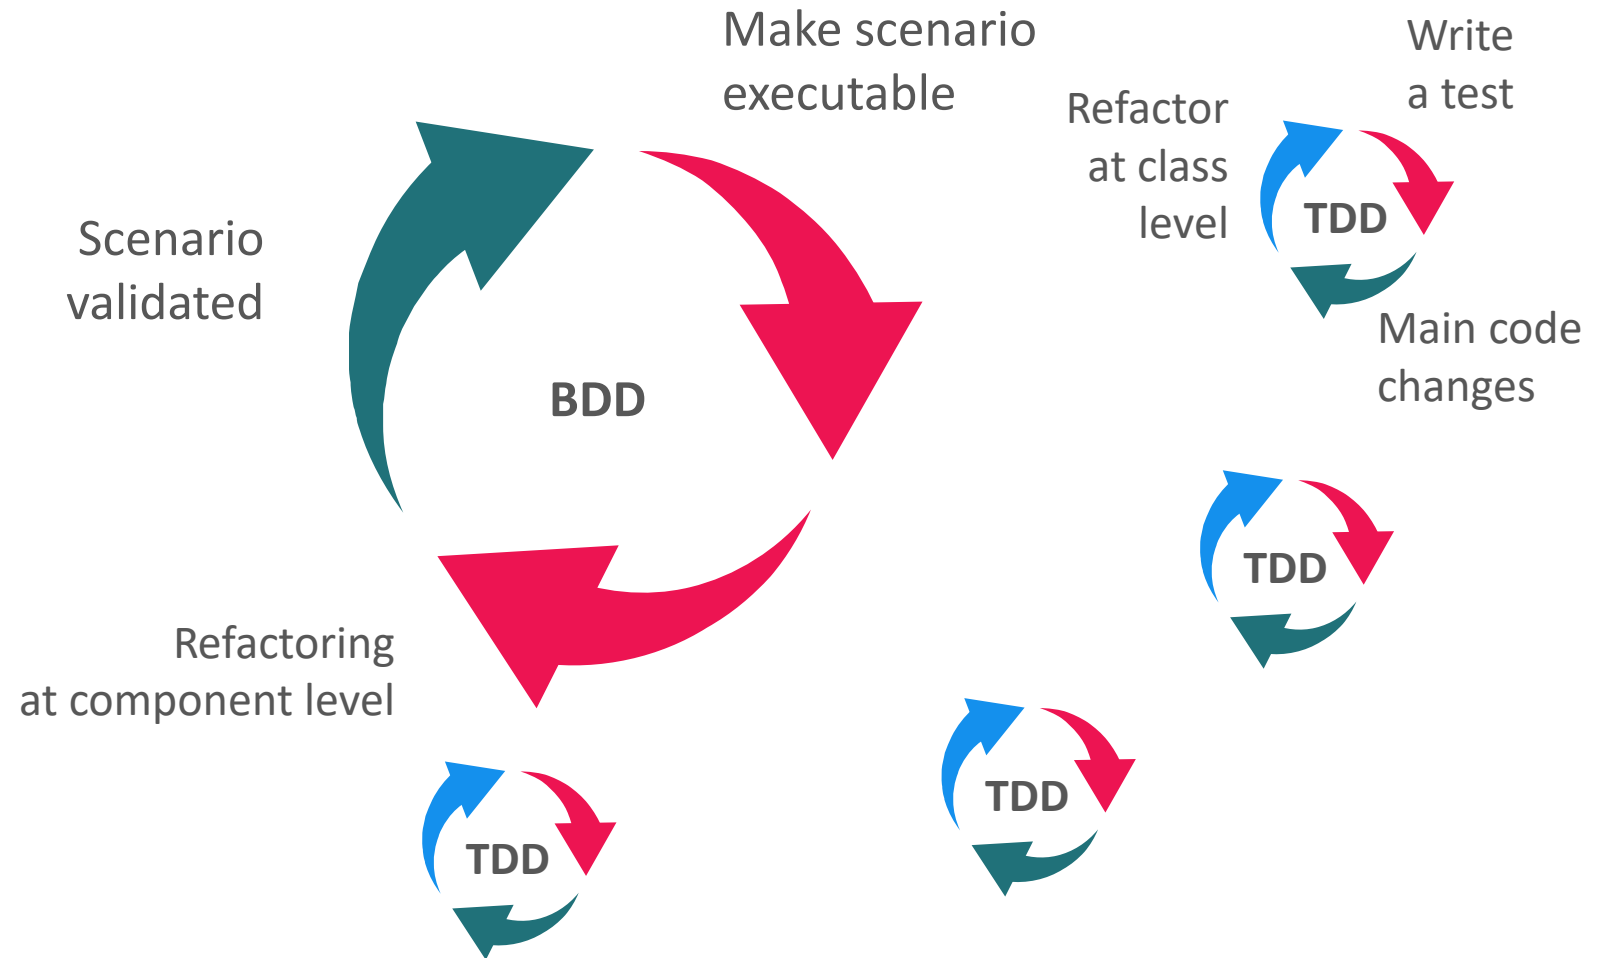 Make scenario
executable
Write
a test
Refactor
at class
level
TDD
Main code
changes
Scenario
validated
BDD
TDD
Refactoring
at component level
TDD
TDD